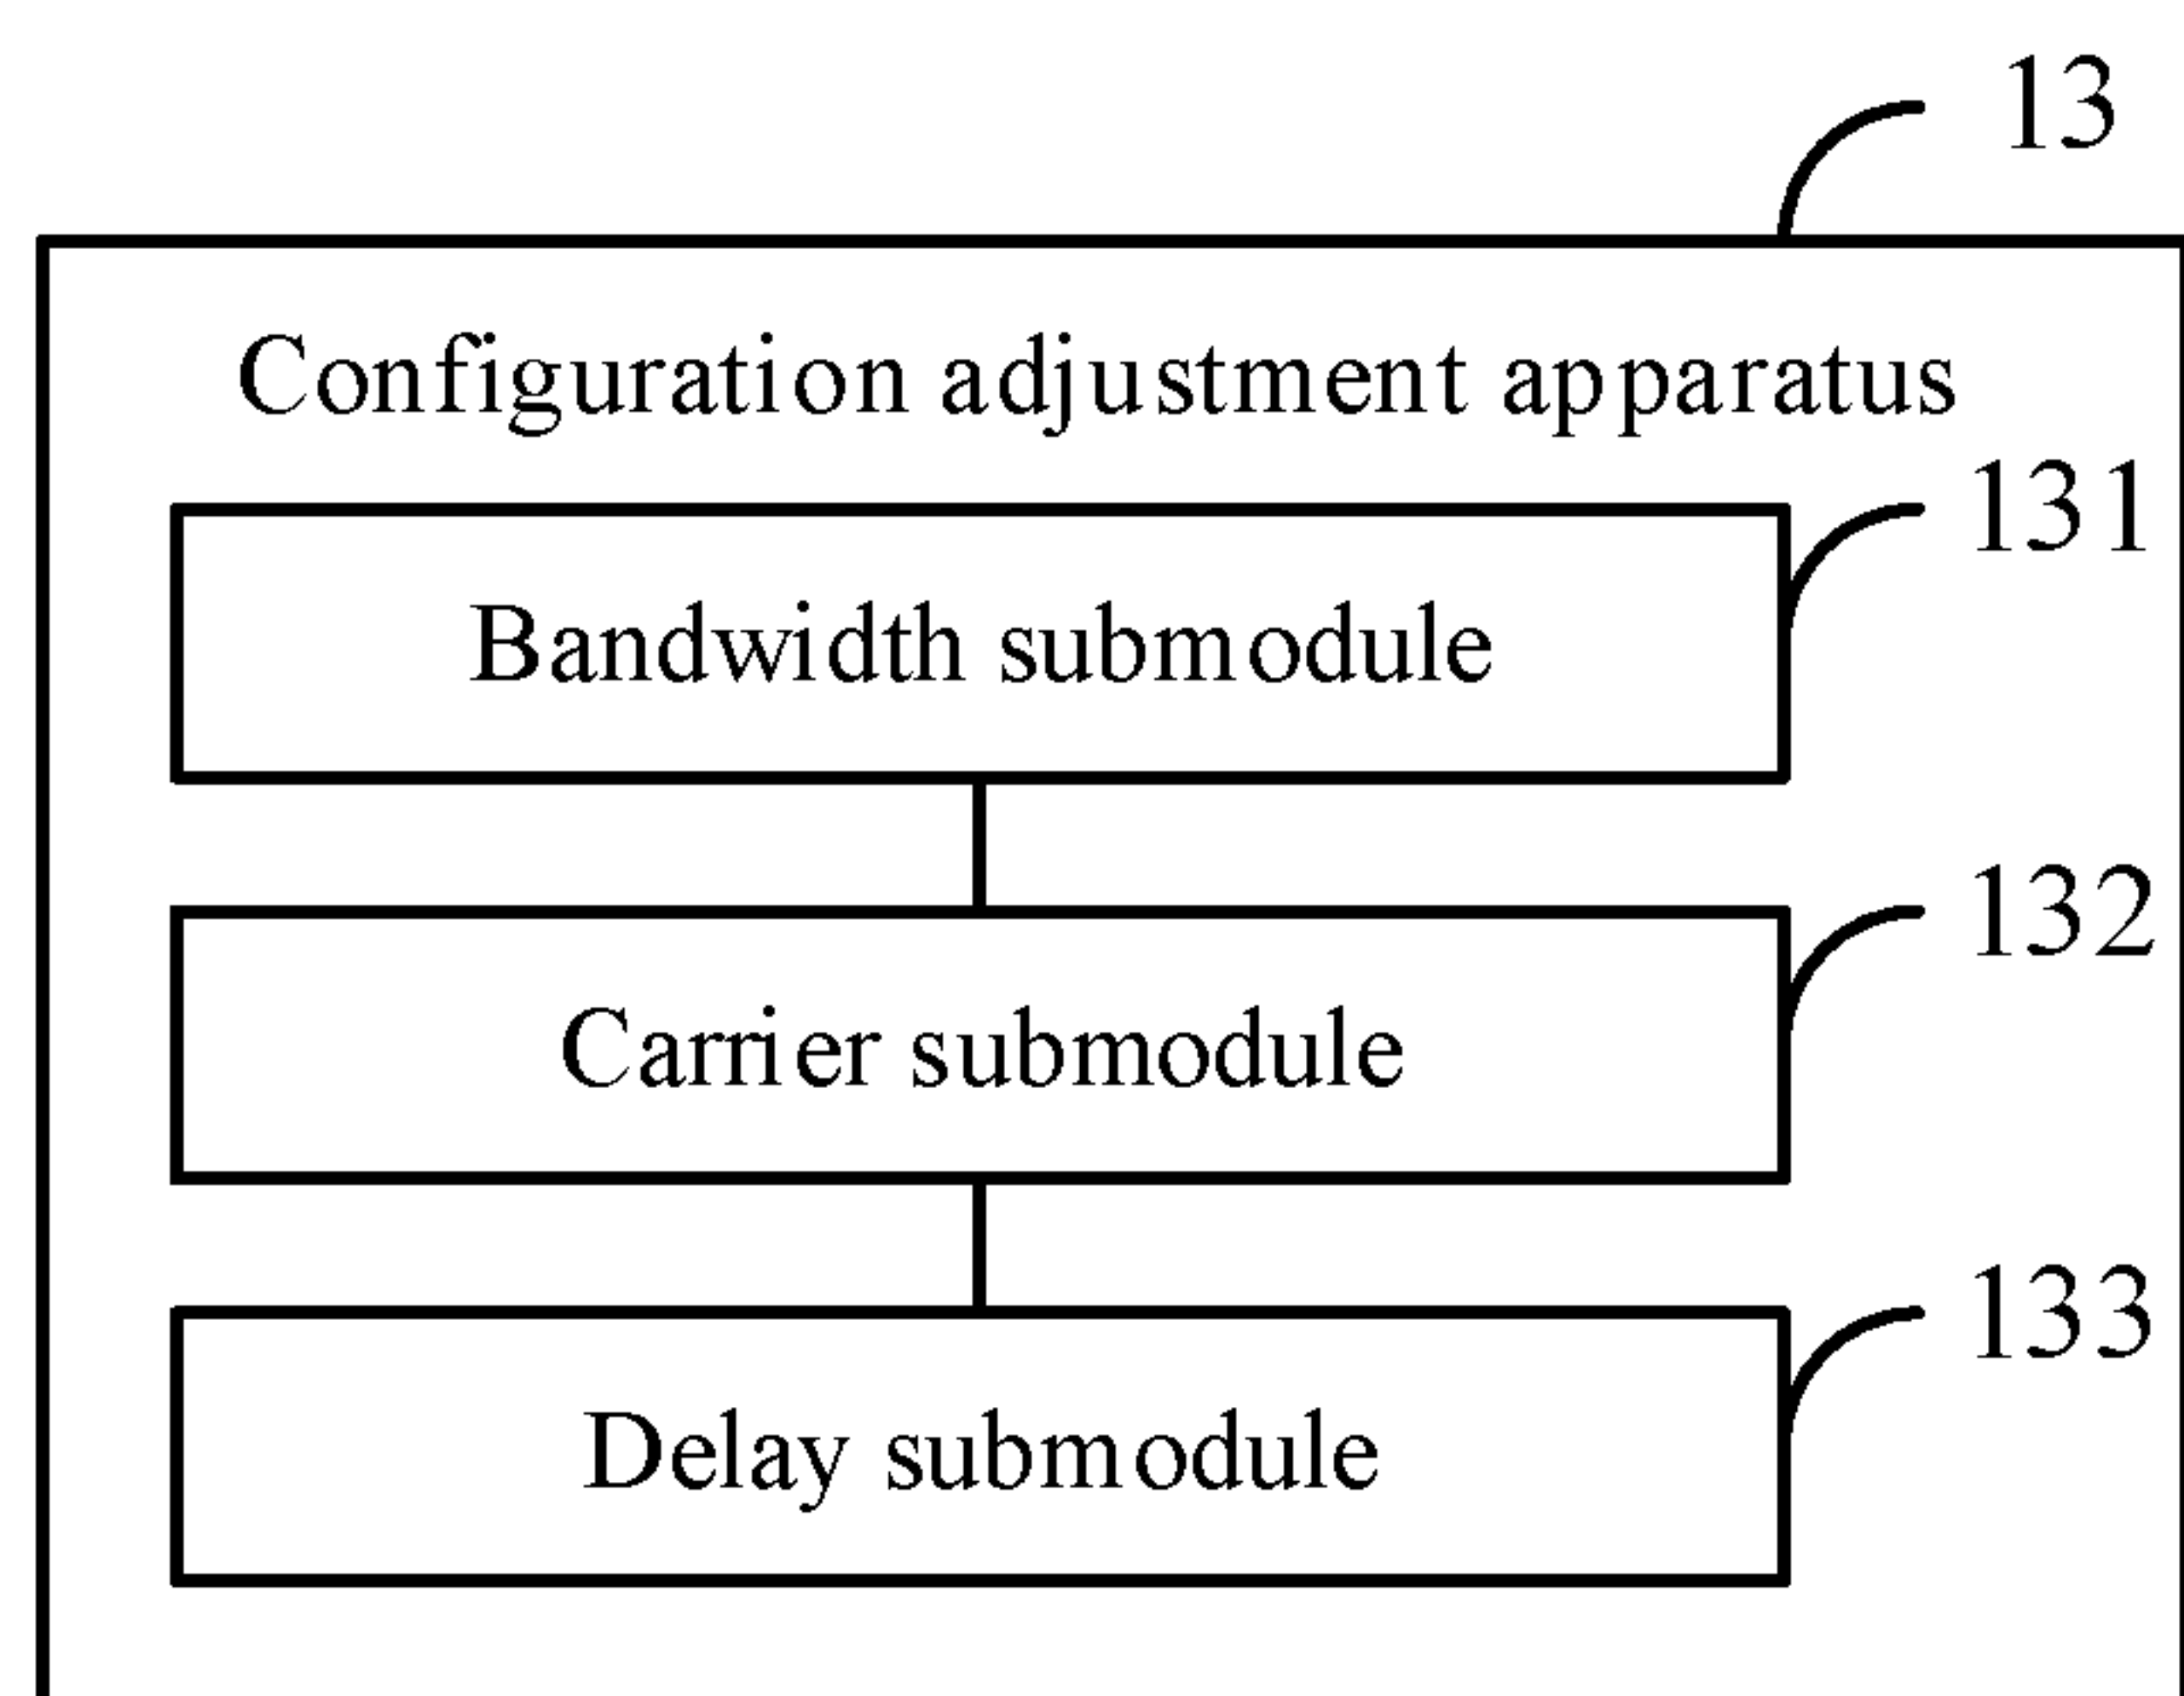 13
Configuration adjustment apparatus
131
Bandwidth submodule
132
Carrier submodule
133
Delay submodule